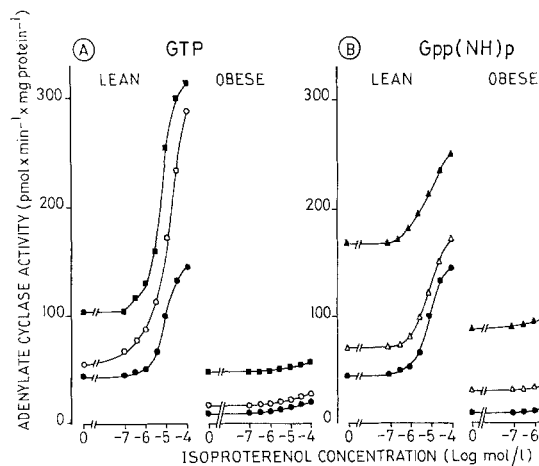 A GTP
B Gpp(NH)p
LEAN OBESE
LEAN OBESE
ADENYLATE CYCLASE ACTIVITY (pmol x min⁻¹ x mg protein⁻¹)
300
200
100
0
300
200
100
0
0 -7 -6 -5 -4 0 -7 -6 -5 -4
0 -7 -6 -5 -4 0 -7 -6
ISOPROTERENOL CONCENTRATION (Log mol/l)